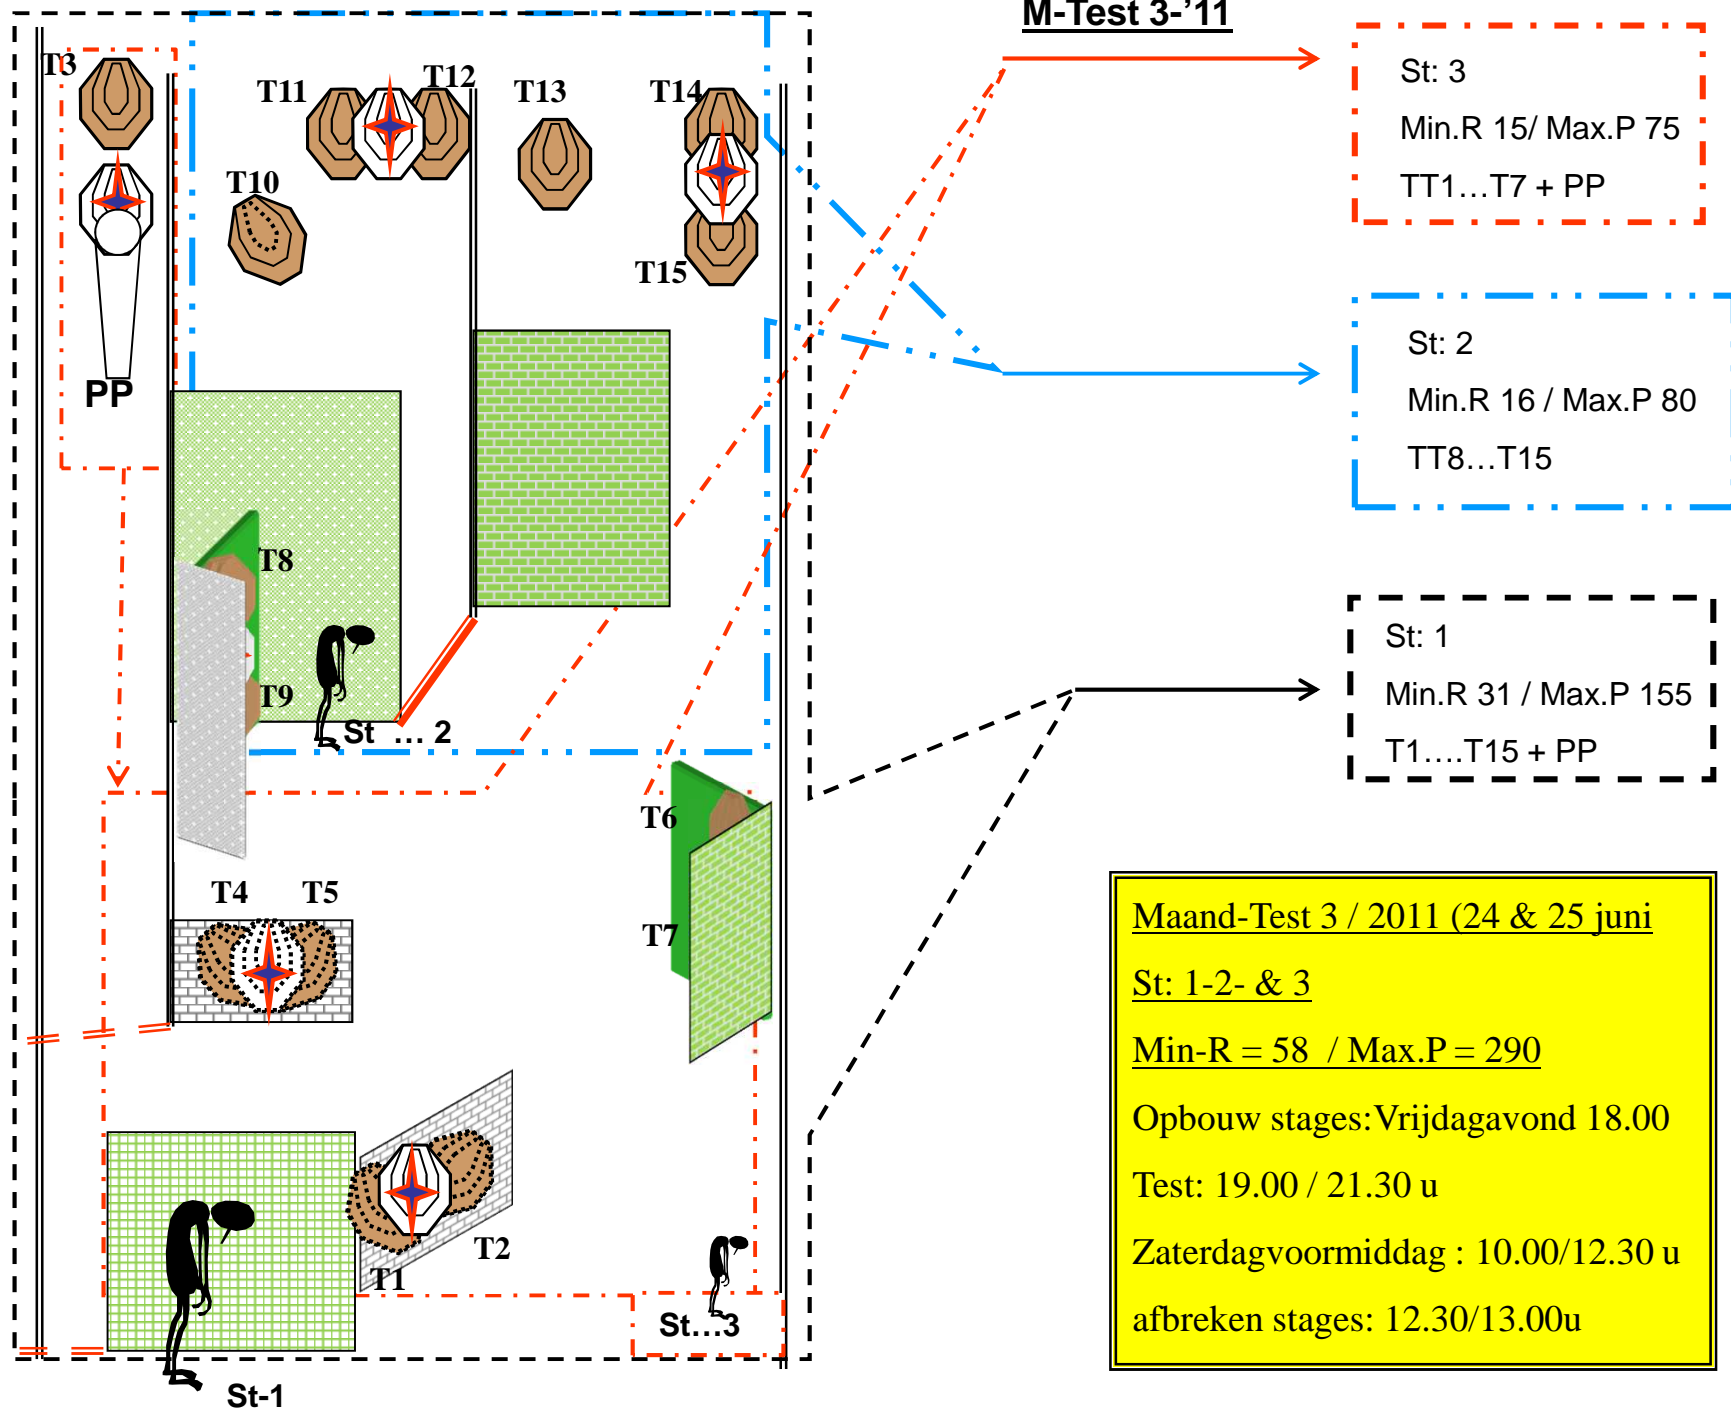 M-Test 3-’11
T3
T11
T12
T13
T14
T10
T15
PP
T8
T9
St … 2
T6
T4
T5
T7
T2
T1
St…3
St-1
St: 3
Min.R 15/ Max.P 75
TT1…T7 + PP
St: 2
Min.R 16 / Max.P 80
TT8…T15
St: 1
Min.R 31 / Max.P 155
T1….T15 + PP
Maand-Test 3 / 2011 (24 & 25 juni
St: 1-2- & 3
Min-R = 58 / Max.P = 290
Opbouw stages:Vrijdagavond 18.00
Test: 19.00 / 21.30 u
Zaterdagvoormiddag : 10.00/12.30 u
afbreken stages: 12.30/13.00u